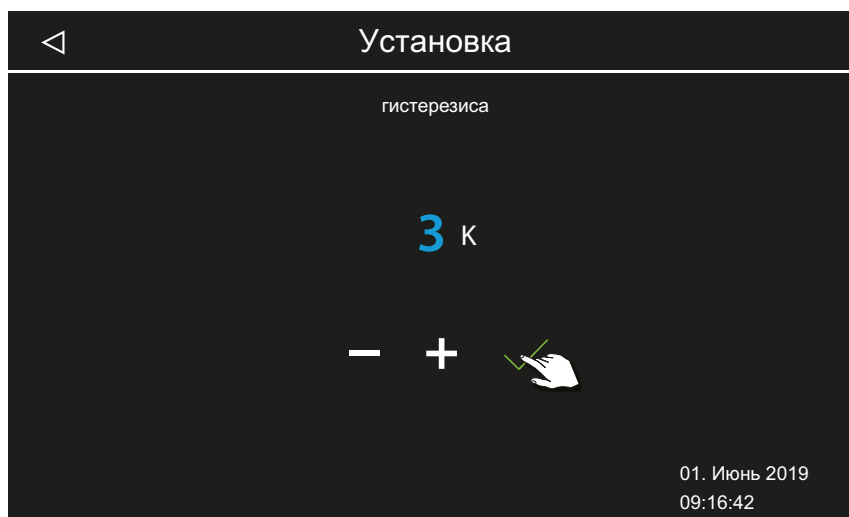 Установка
гистерезиса
3 K
01. Июнь 2019
09:16:42